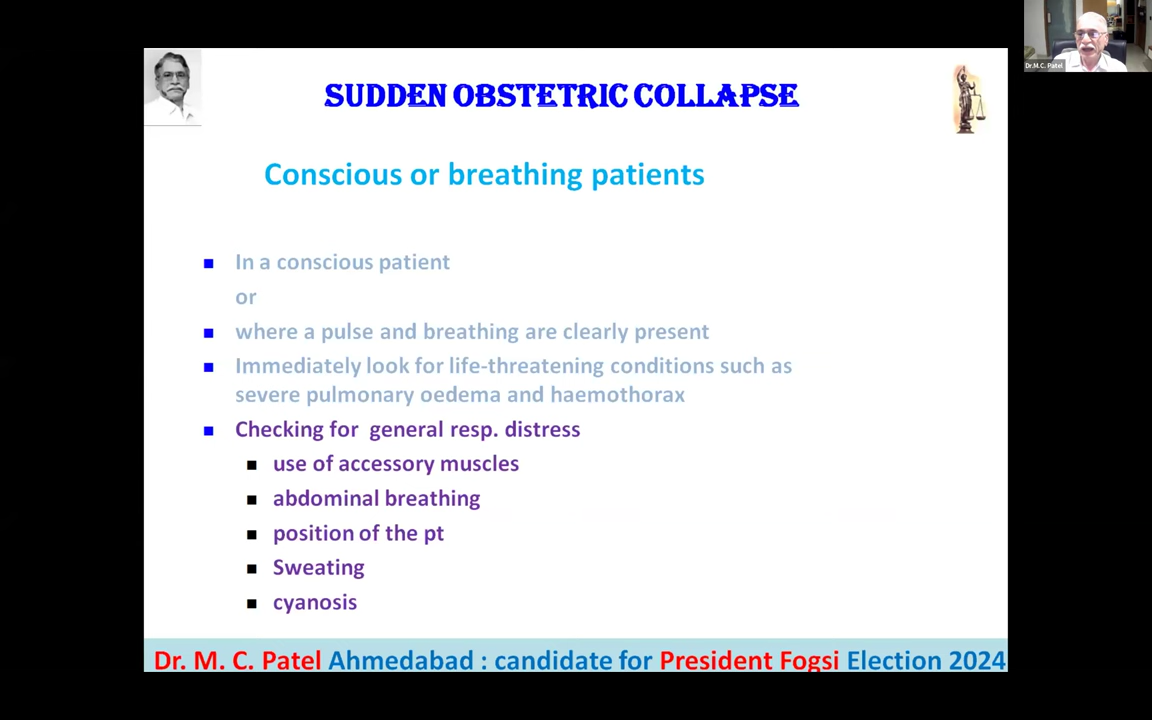 Dr.M.C. Patel
SUDDEN OBSTETRIC COLLAPSE
Conscious or breathing patients
In a conscious patient
or
where a pulse and breathing are clearly present
Immediately look for life-threatening conditions such as
severe pulmonary oedema and haemothorax
Checking for general resp. distress
use of accessory muscles
abdominal breathing
position of the pt
Sweating
cyanosis
Dr. M. C. Patel Ahmedabad : candidate for President Fogsi Election 2024